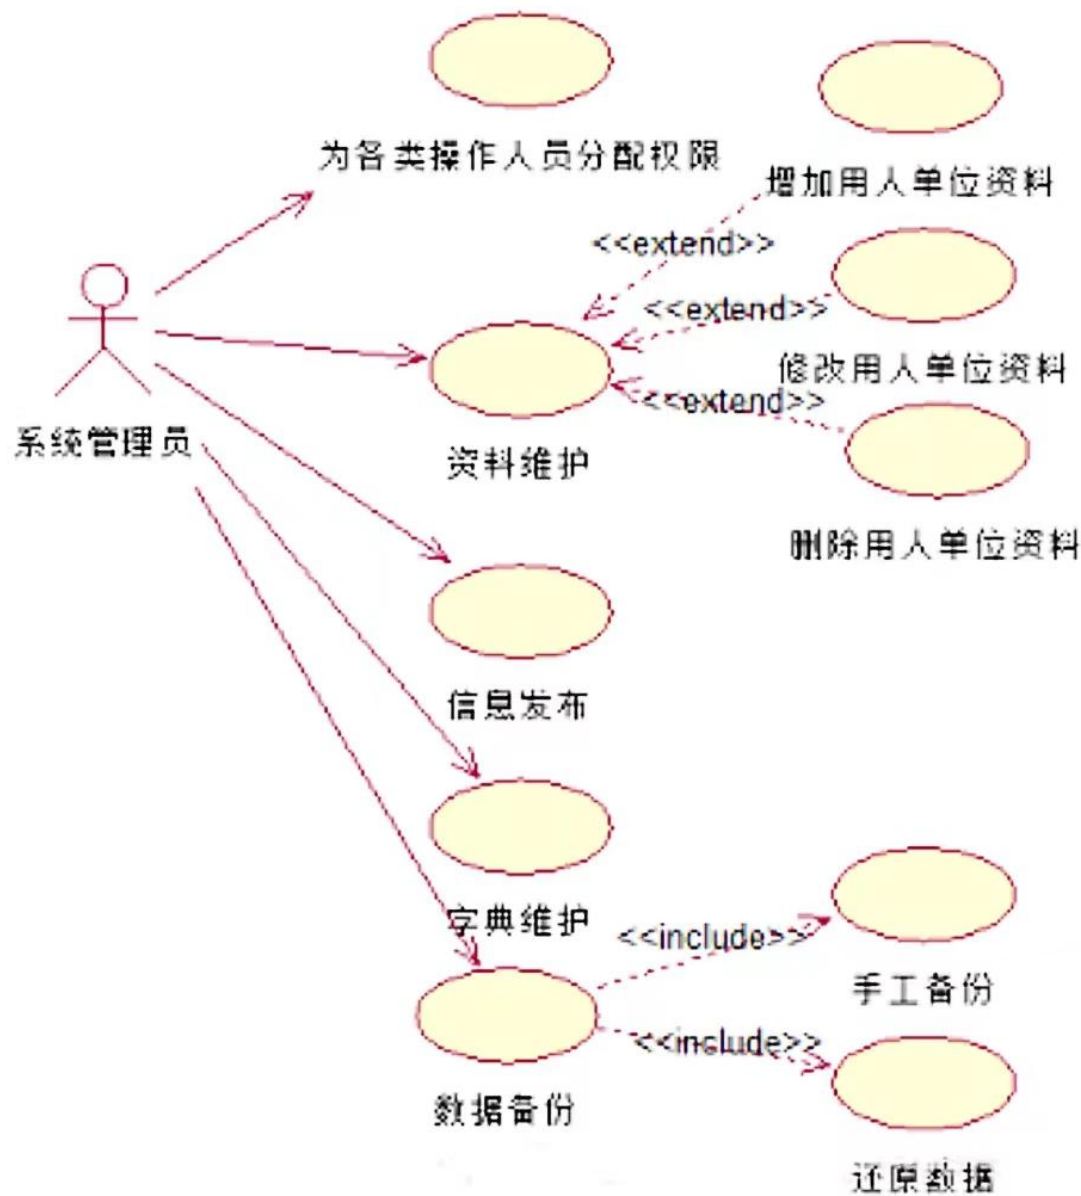 为各类操作人员分配权限
增加用人单位资料
<<extend>>
<<extend>>
修改用人单位资料
<<extend>>
系统管理员
资料维护
删除用人单位资料
信息发布
字典维护
<<include>>
手工备份
<<include>>
数据备份
还原数据